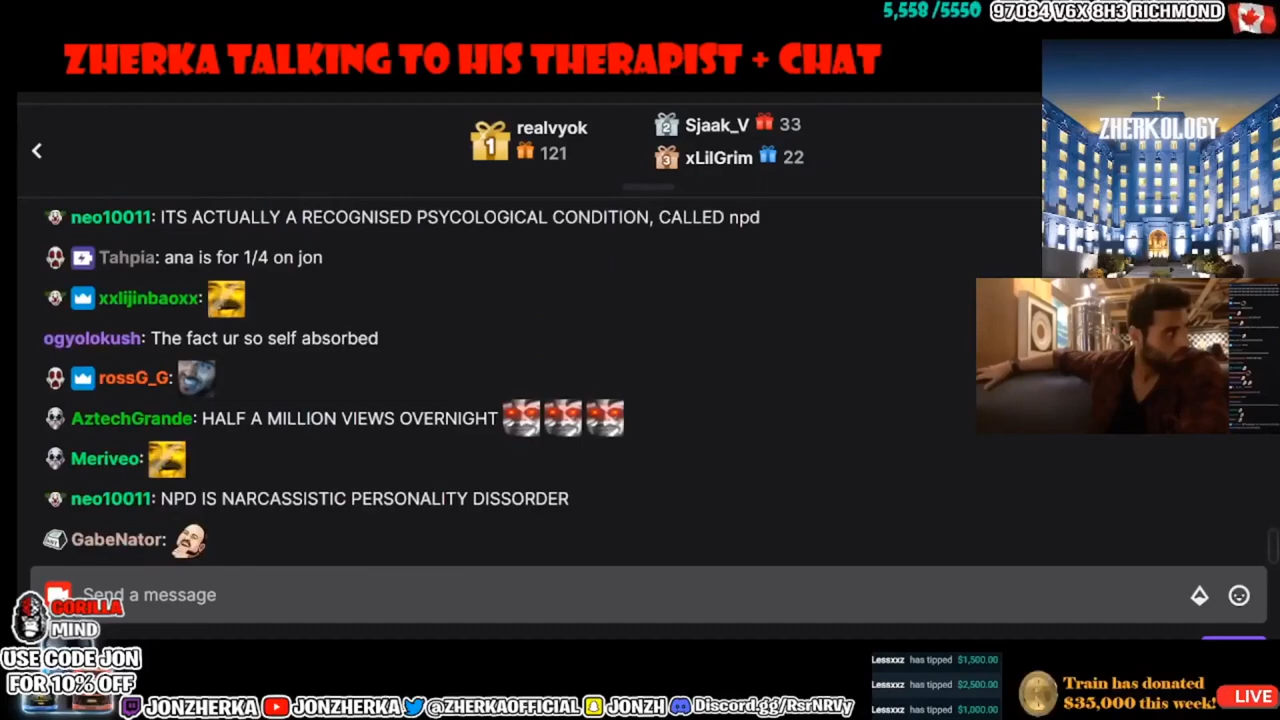 5,558 /5550
97084 V6X 8H3 RICHMOND
ZHERKA TALKING TO HIS THERAPIST + CHAT
ZHERKOLOGY
1 realvyok
121
2 Sjaak_V 33
3 xLilGrim 22
neo10011: ITS ACTUALLY A RECOGNISED PSYCOLOGICAL CONDITION, CALLED npd
Tahpia: ana is for 1/4 on jon
xxlijinbaoxx:
ogyolokush: The fact ur so self absorbed
rossG_G:
AztechGrande: HALF A MILLION VIEWS OVERNIGHT
Meriveo:
neo10011: NPD IS NARCASSISTIC PERSONALITY DISSORDER
GabeNator:
Send a message
GORILLA
MIND
USE CODE JON
FOR 10% OFF
Lessxxz has tipped $1,500.00
Lessxxz has tipped $2,500.00
Lessxxz has tipped $1,000.00
Train has donated
$35,000 this week!
LIVE
JONZHERKA JONZHERKA @ZHERKAOFFICIAL JONZH Discord.gg/RsrNRVy